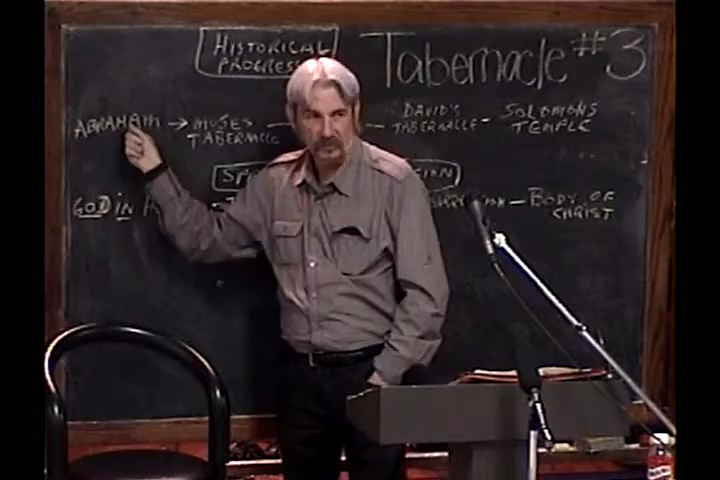 HISTORICAL
PROGRESS
Tabernacle #3
ABRAHAM → MOSES TABERNACLE — DAVID'S TABERNACLE - SOLOMONS TEMPLE
GOD in — BODY OF CHRIST